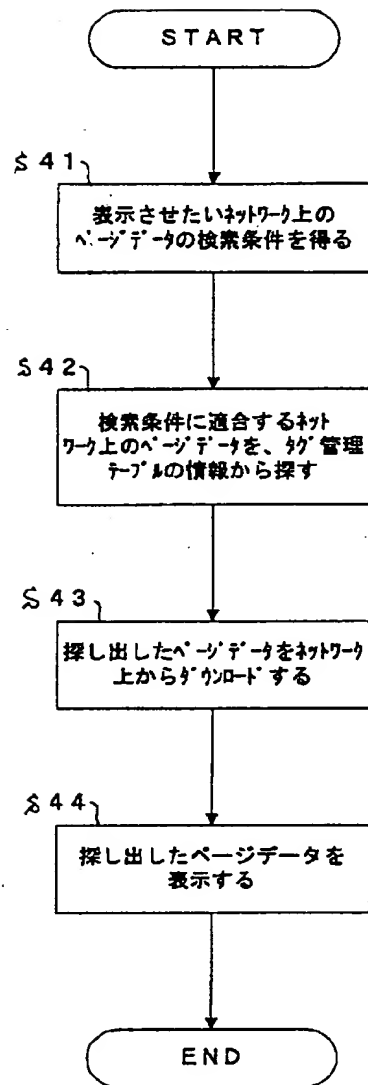 START
S41
表示させたいネットワーク上の
ページデータの検索条件を得る
S42
検索条件に適合するネット
ワーク上のページデータを、タグ管理
テーブルの情報から探す
S43
探し出したページデータをネットワーク
上からダウンロードする
S44
探し出したページデータを
表示する
END